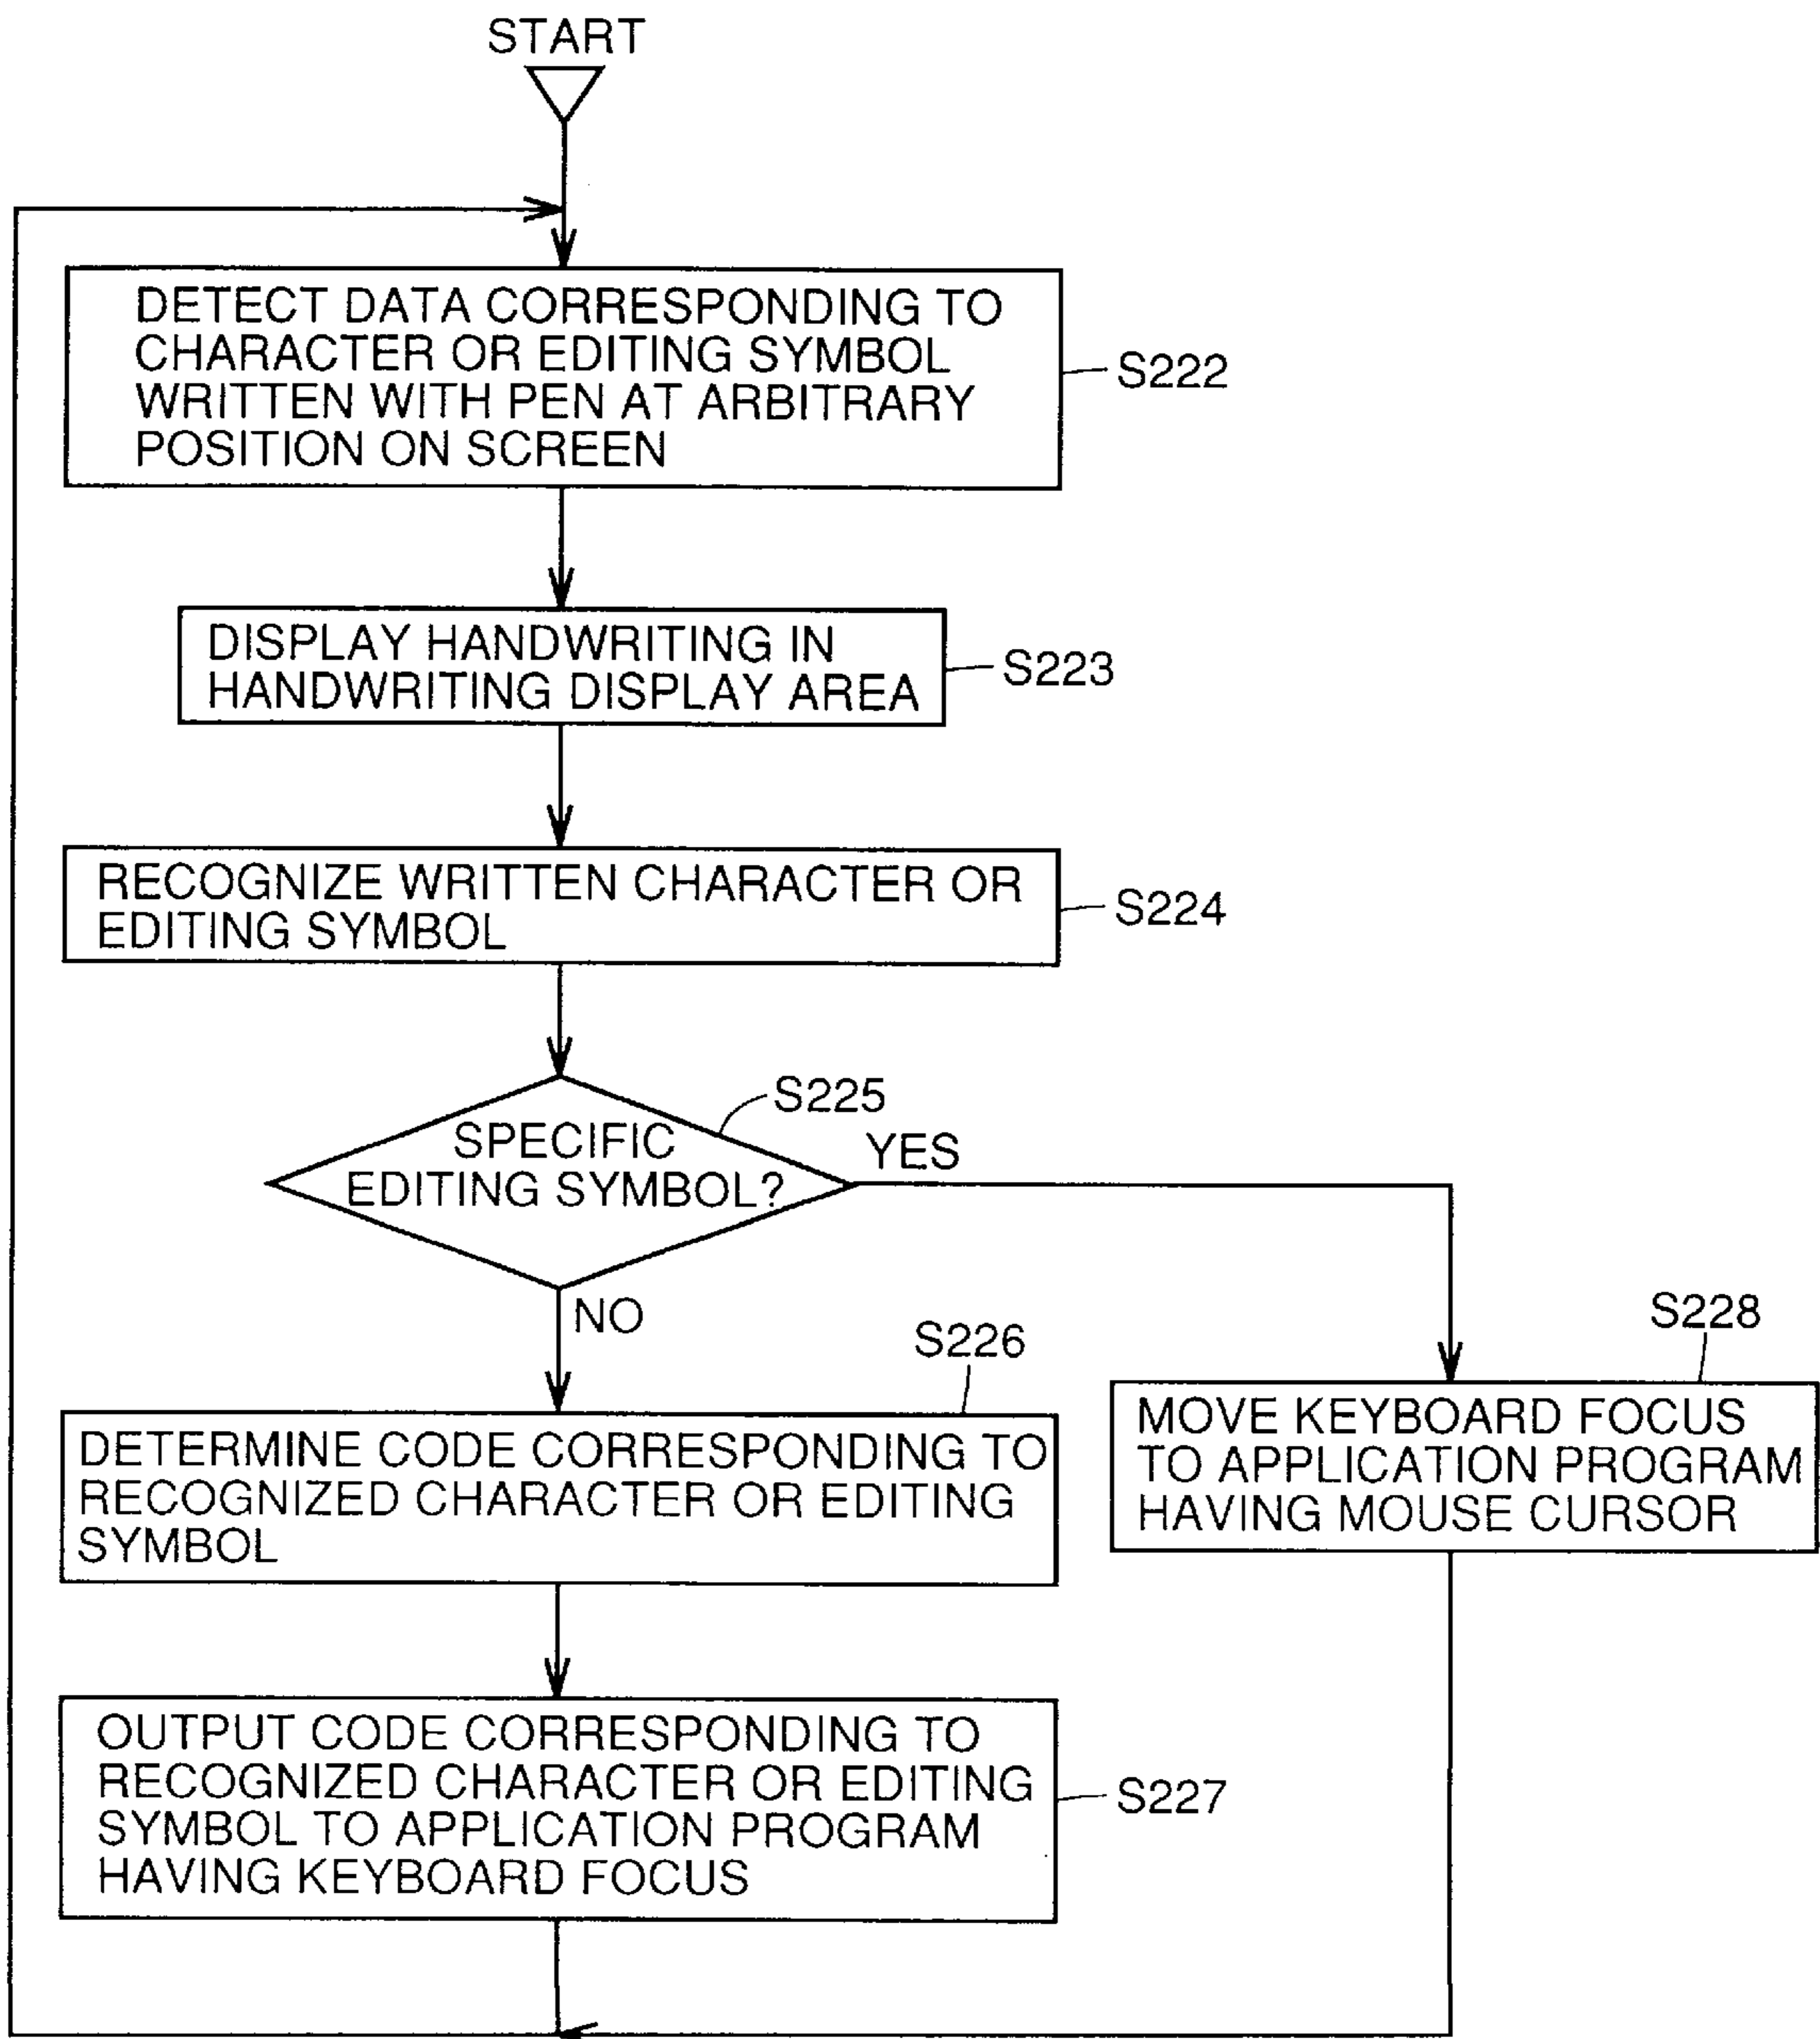 START
DETECT DATA CORRESPONDING TO
CHARACTER OR EDITING SYMBOL
WRITTEN WITH PEN AT ARBITRARY
POSITION ON SCREEN
S222
DISPLAY HANDWRITING IN
HANDWRITING DISPLAY AREA
S223
RECOGNIZE WRITTEN CHARACTER OR
EDITING SYMBOL
S224
S225
SPECIFIC
EDITING SYMBOL?
YES
NO
S226
DETERMINE CODE CORRESPONDING TO
RECOGNIZED CHARACTER OR EDITING
SYMBOL
S228
MOVE KEYBOARD FOCUS
TO APPLICATION PROGRAM
HAVING MOUSE CURSOR
OUTPUT CODE CORRESPONDING TO
RECOGNIZED CHARACTER OR EDITING
SYMBOL TO APPLICATION PROGRAM
HAVING KEYBOARD FOCUS
S227